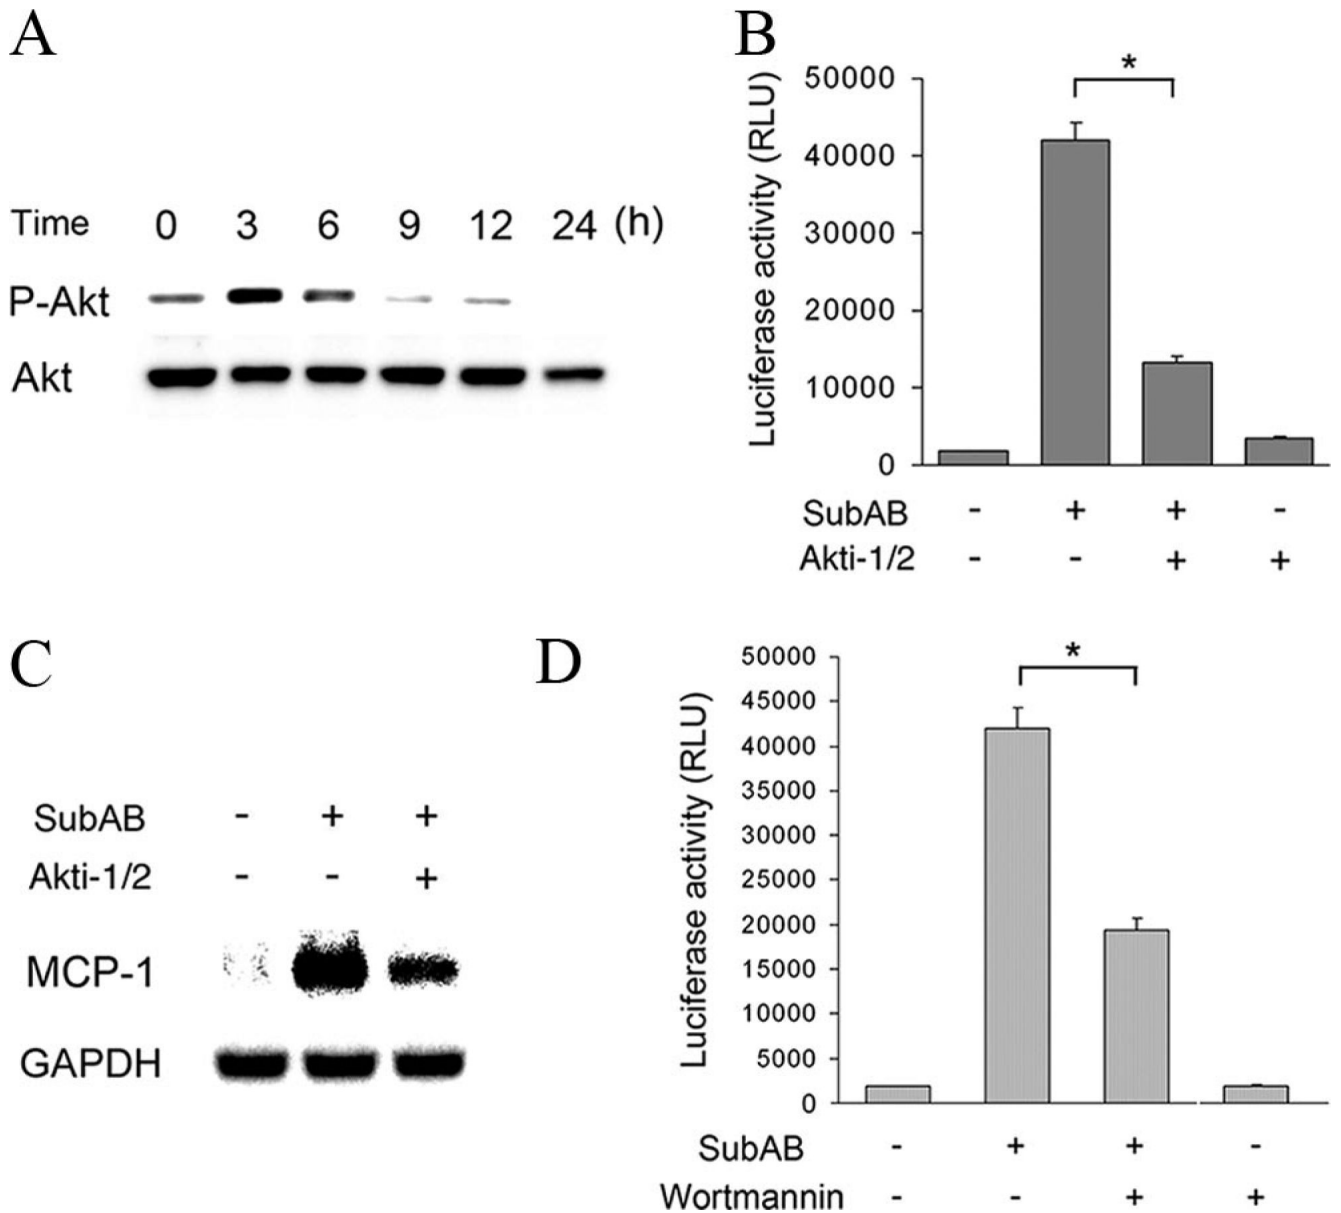 A
Time 0 3 6 9 12 24 (h)
P-Akt
Akt
B
*
Luciferase activity (RLU)
50000
40000
30000
20000
10000
0
SubAB - + + -
Akti-1/2 - - + +
C
SubAB - + +
Akti-1/2 - - +
MCP-1
GAPDH
D
*
Luciferase activity (RLU)
50000
45000
40000
35000
30000
25000
20000
15000
10000
5000
0
SubAB - + + -
Wortmannin - - + +